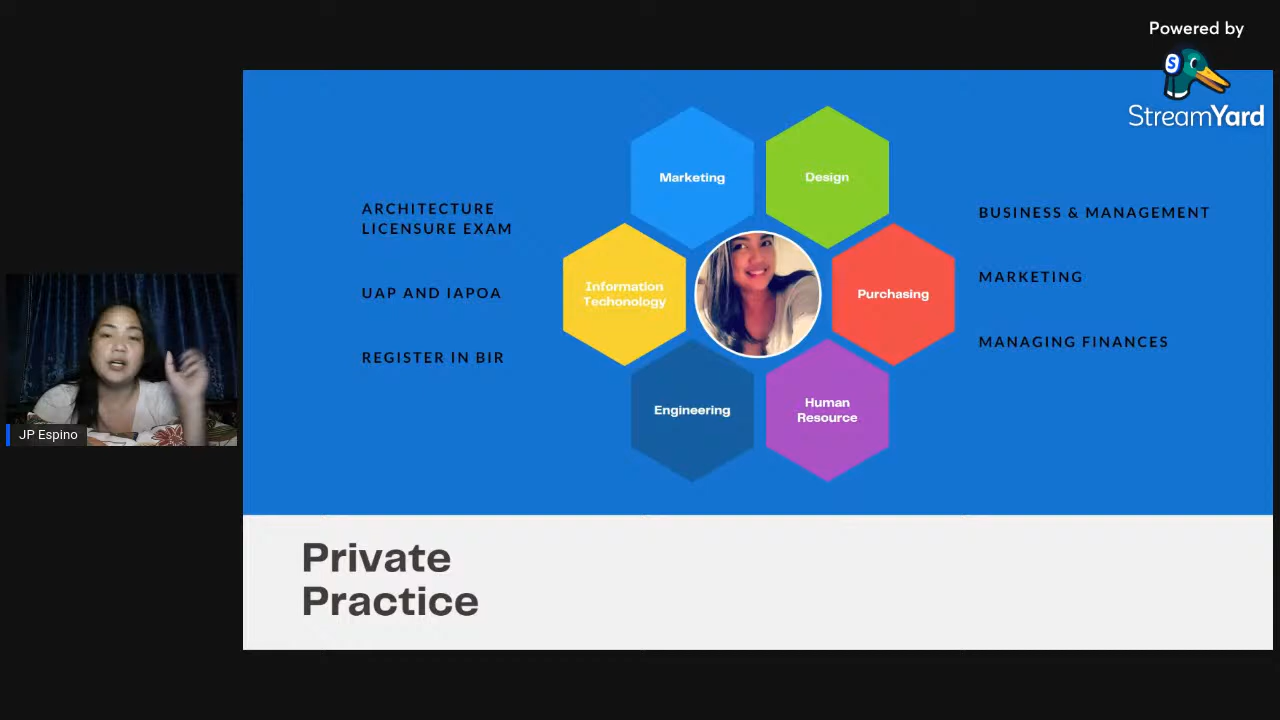 Powered by
StreamYard
ARCHITECTURE
LICENSURE EXAM
UAP AND IAPOA
REGISTER IN BIR
Marketing
Design
Information
Techonology
Purchasing
Engineering
Human
Resource
BUSINESS & MANAGEMENT
MARKETING
MANAGING FINANCES
JP Espino
Private
Practice